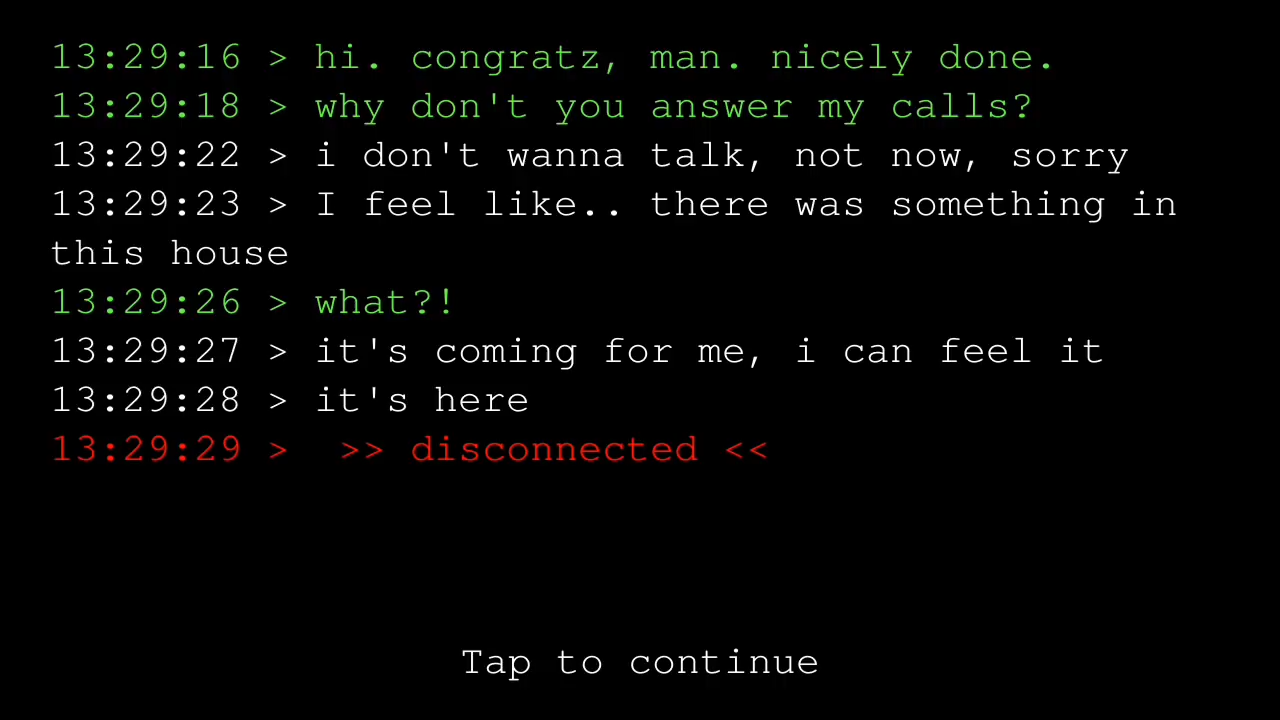 13:29:16 > hi. congratz, man. nicely done.
13:29:18 > why don't you answer my calls?
13:29:22 > i don't wanna talk, not now, sorry
13:29:23 > I feel like.. there was something in
this house
13:29:26 > what?!
13:29:27 > it's coming for me, i can feel it
13:29:28 > it's here
13:29:29 >  >> disconnected <<
Tap to continue